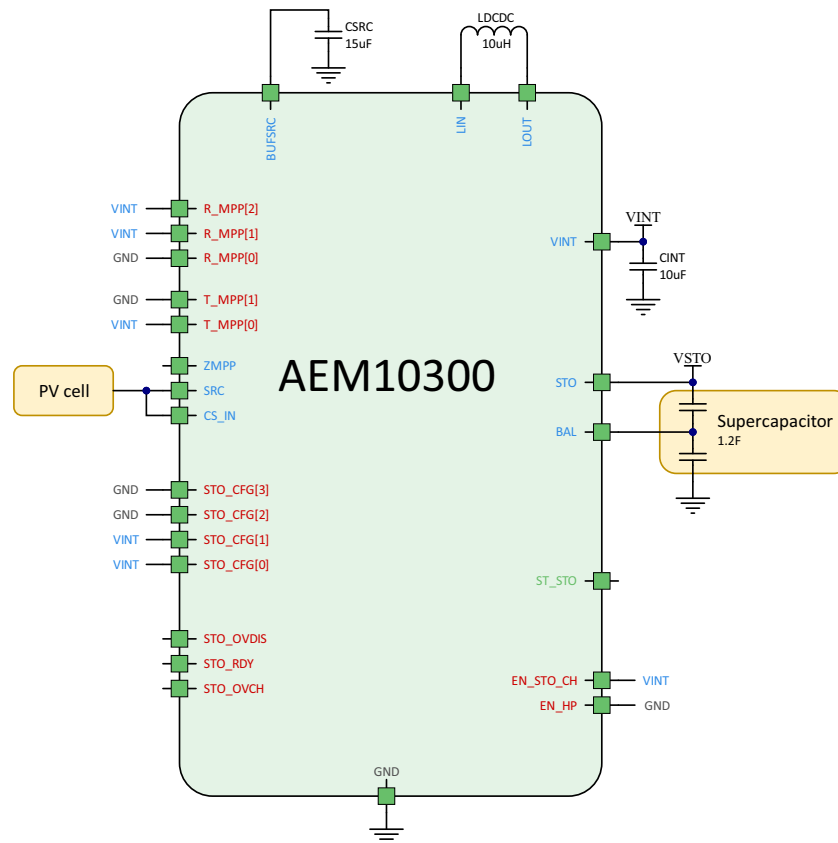 CSRC
15uF
LDCDC
10uH
BUFSRC
LIN
LOUT
VINT R_MPP[2]
VINT R_MPP[1]
GND R_MPP[0]
GND T_MPP[1]
VINT T_MPP[0]
ZMPP
PV cell SRC
CS_IN
AEM10300
VINT
VINT
CINT
10uF
VSTO
STO
BAL
Supercapacitor
1.2F
GND STO_CFG[3]
GND STO_CFG[2]
VINT STO_CFG[1]
VINT STO_CFG[0]
ST_STO
STO_OVDIS
STO_RDY
STO_OVCH
EN_STO_CH VINT
EN_HP GND
GND